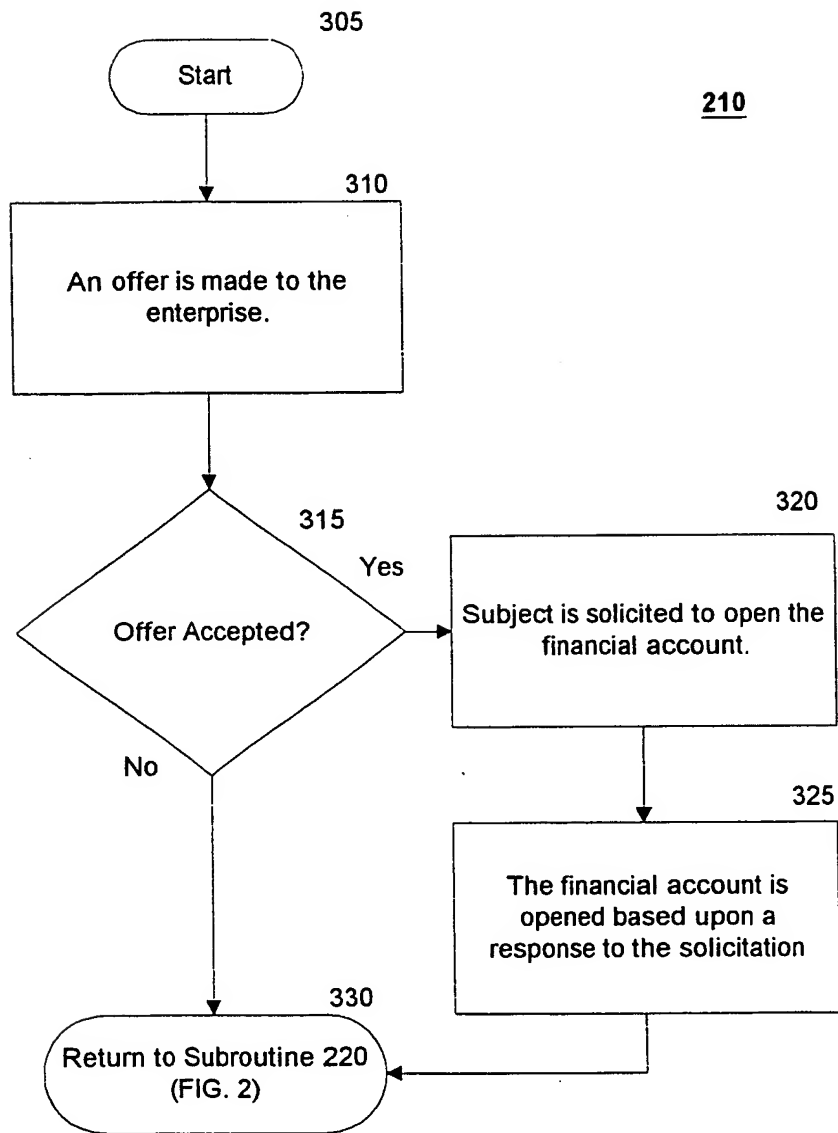 305
Start
210
310
An offer is made to the
enterprise.
315
Offer Accepted?
Yes
No
320
Subject is solicited to open the
financial account.
325
The financial account is
opened based upon a
response to the solicitation
330
Return to Subroutine 220
(FIG. 2)